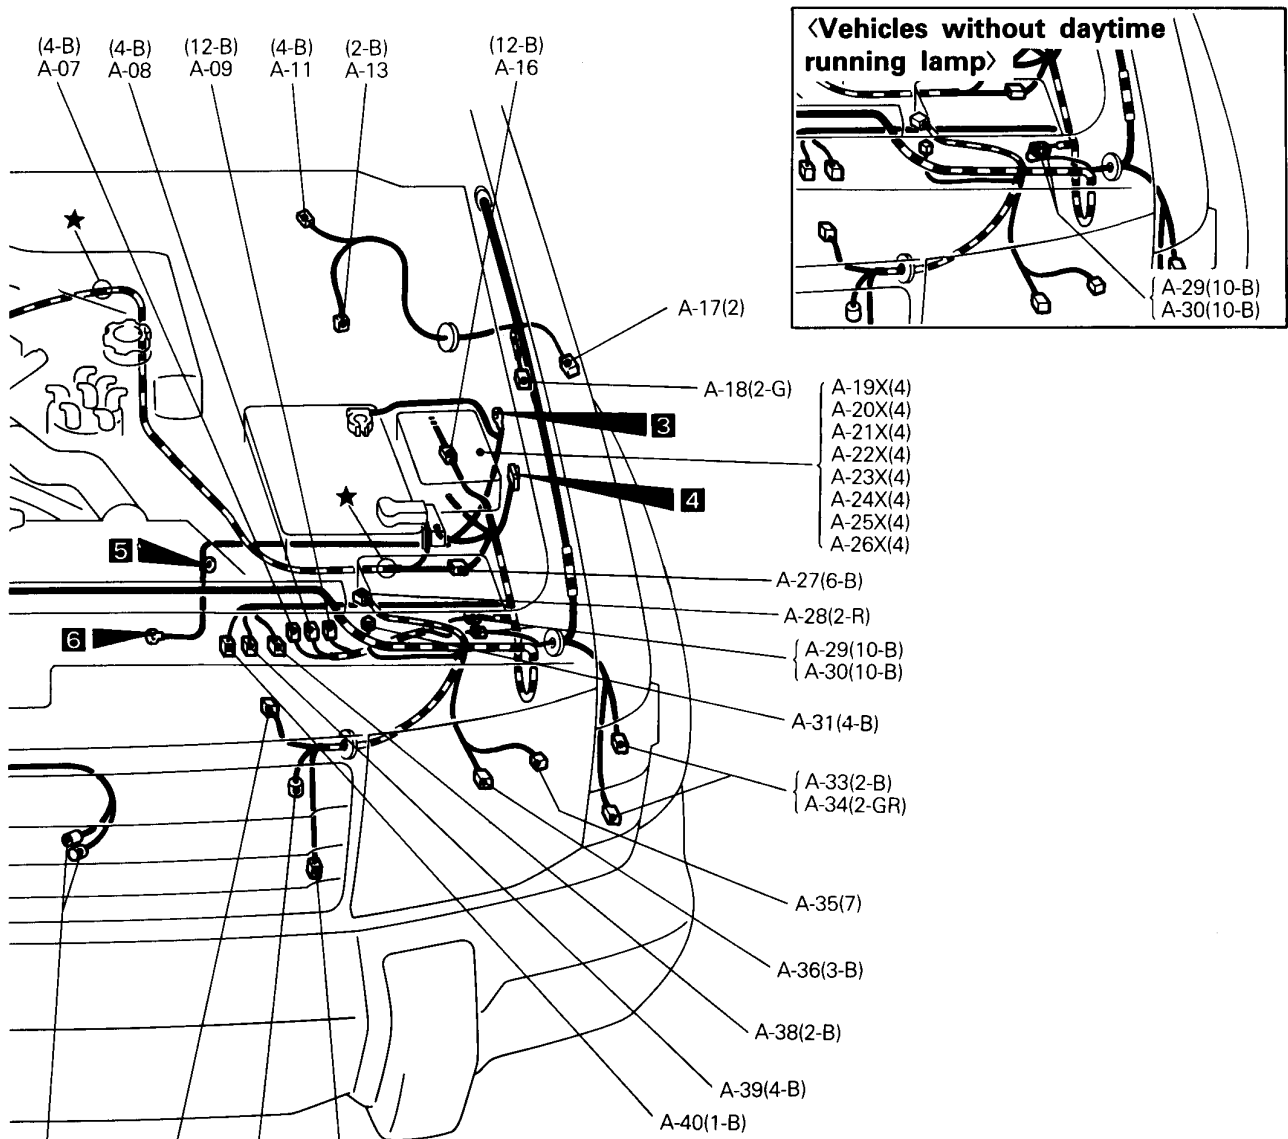 〈Vehicles without daytime
running lamp〉
(4-B) (4-B) (12-B) (4-B) (2-B) (12-B)
A-07 A-08 A-09 A-11 A-13 A-16
A-29(10-B)
A-30(10-B)
A-17(2)
A-18(2-G)
A-19X(4)
A-20X(4)
A-21X(4)
A-22X(4)
A-23X(4)
A-24X(4)
A-25X(4)
A-26X(4)
3
4
5
6
A-27(6-B)
A-28(2-R)
A-29(10-B)
A-30(10-B)
A-31(4-B)
A-33(2-B)
A-34(2-GR)
A-35(7)
A-36(3-B)
A-38(2-B)
A-39(4-B)
A-40(1-B)